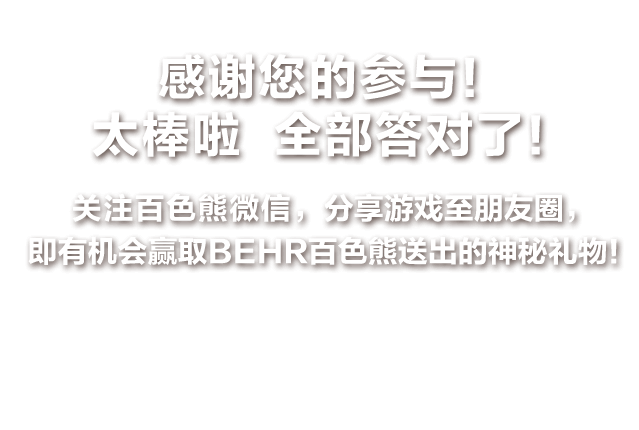 感谢您的参与!
太棒啦 全部答对了!
关注百色熊微信，分享游戏至朋友圈，
即有机会赢取BEHR百色熊送出的神秘礼物!